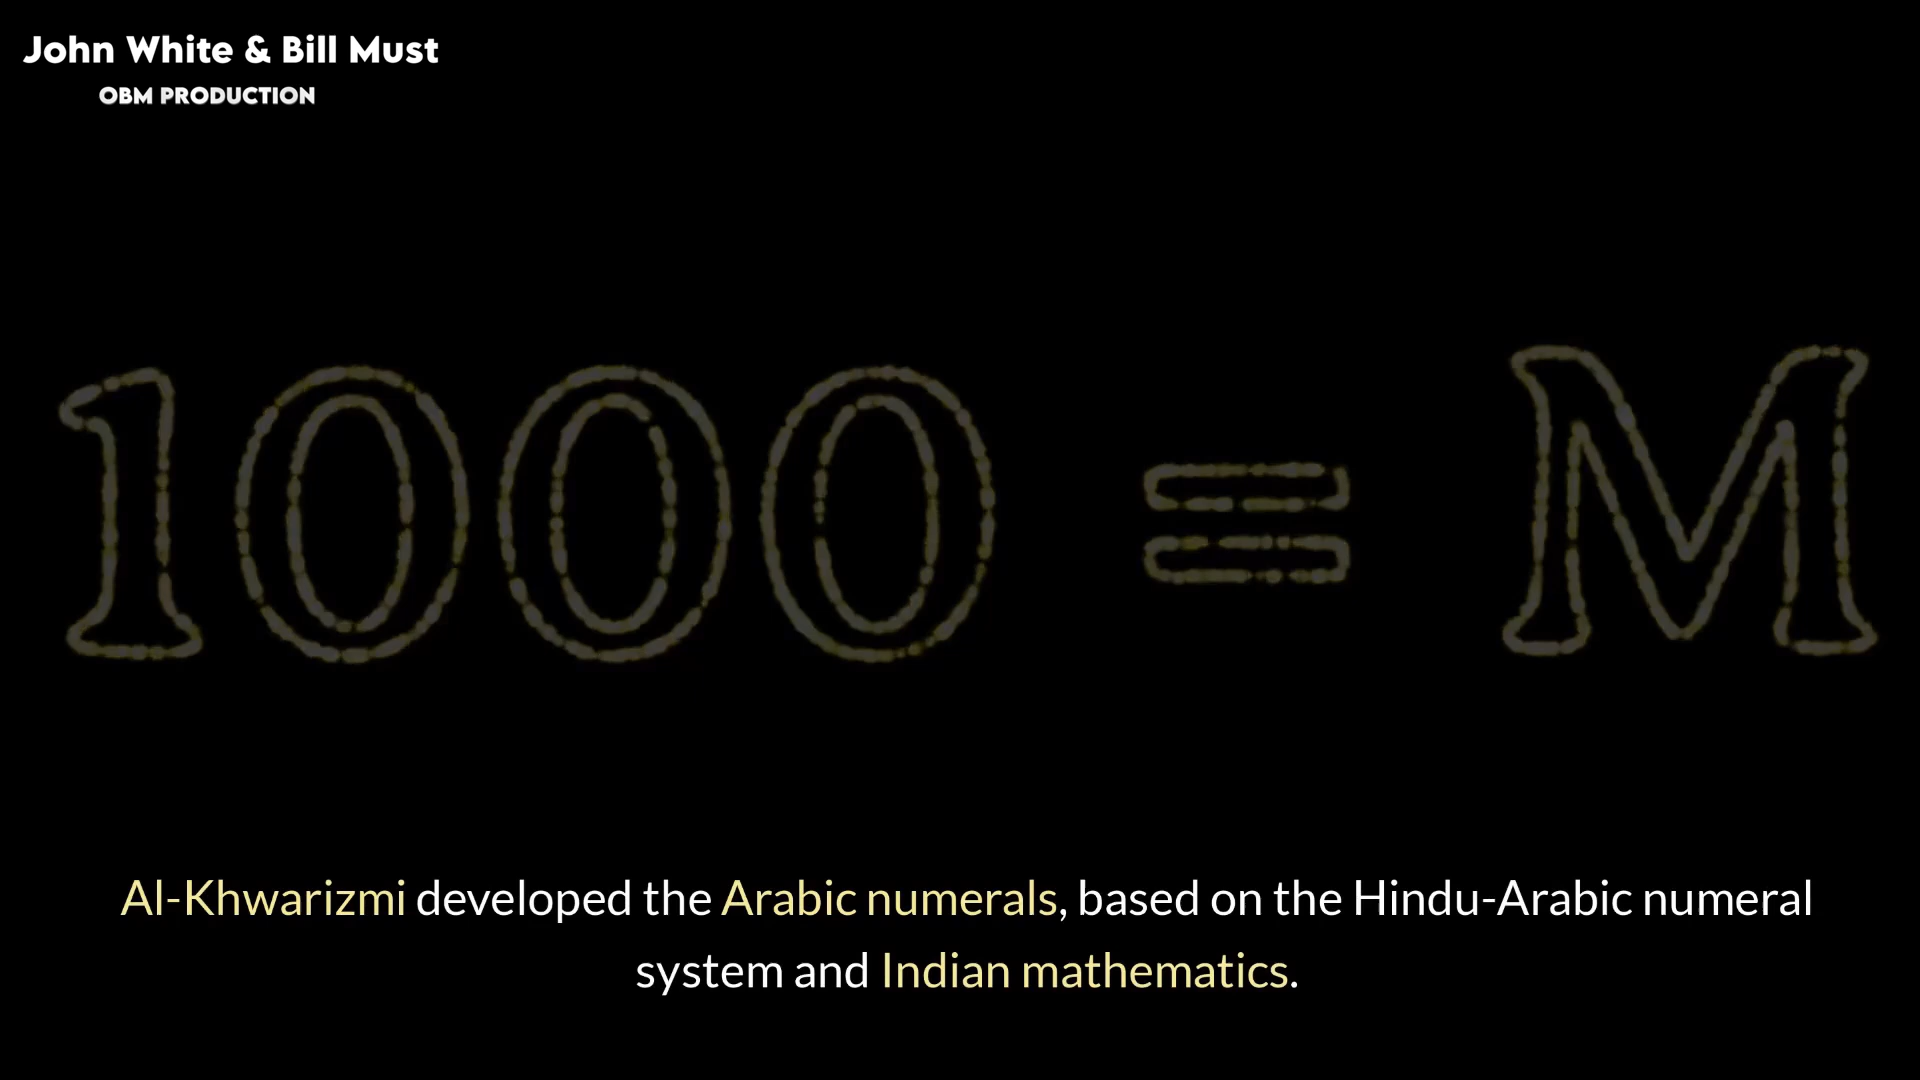 John White & Bill Must
OBM PRODUCTION
1000 = M
Al-Khwarizmi developed the Arabic numerals, based on the Hindu-Arabic numeral
system and Indian mathematics.